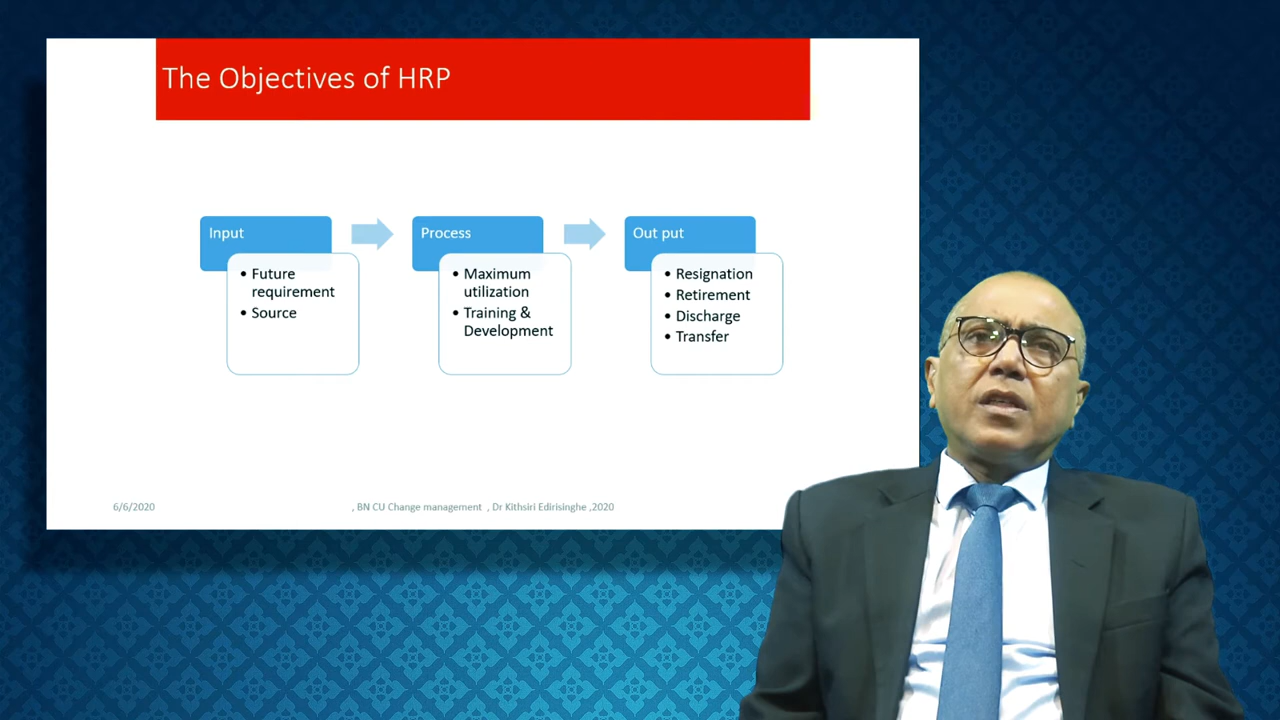 The Objectives of HRP
Input
• Future
requirement
• Source
Process
• Maximum
utilization
• Training &
Development
Out put
• Resignation
• Retirement
• Discharge
• Transfer
6/6/2020
, BN CU Change management , Dr Kithsiri Edirisinghe ,2020